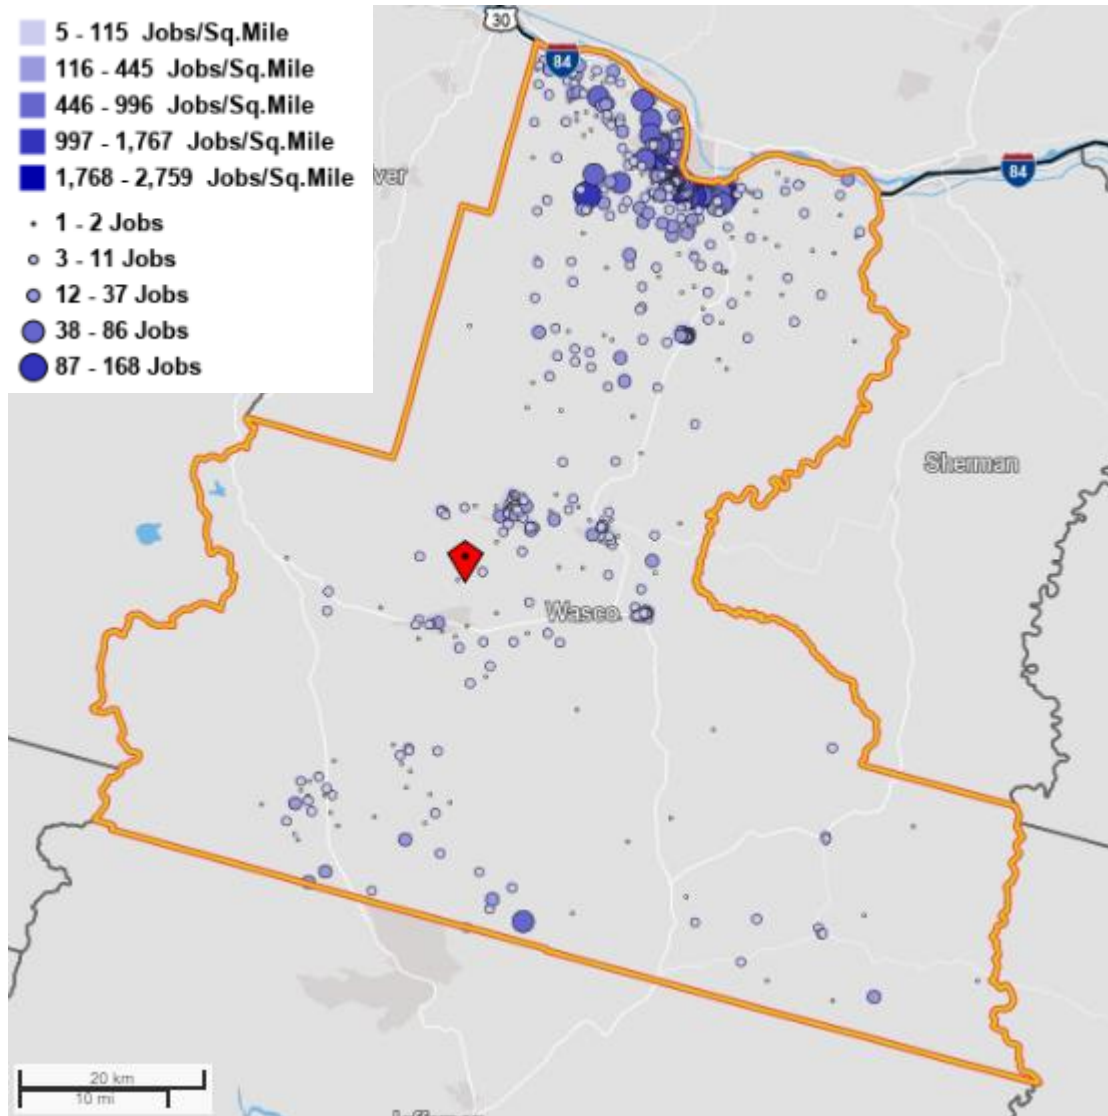 5 - 115 Jobs/Sq.Mile
116 - 445 Jobs/Sq.Mile
446 - 996 Jobs/Sq.Mile
997 - 1,767 Jobs/Sq.Mile
1,768 - 2,759 Jobs/Sq.Mile
1 - 2 Jobs
3 - 11 Jobs
12 - 37 Jobs
38 - 86 Jobs
87 - 168 Jobs
30
84
ver
84
Sherman
Wasco
20 km
10 mi